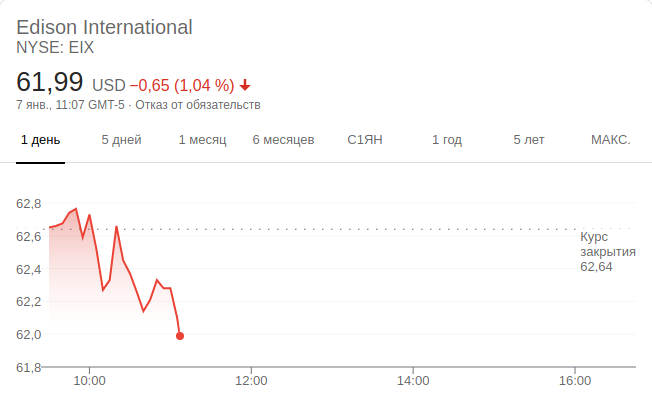 Edison International
NYSE: EIX
61,99 USD −0,65 (1,04 %)
7 янв., 11:07 GMT-5 · Отказ от обязательств
1 день 5 дней 1 месяц 6 месяцев С1ЯН 1 год 5 лет МАКС.
62,8
62,6
62,4
62,2
62,0
61,8
Курс
закрытия
62,64
10:00 12:00 14:00 16:00